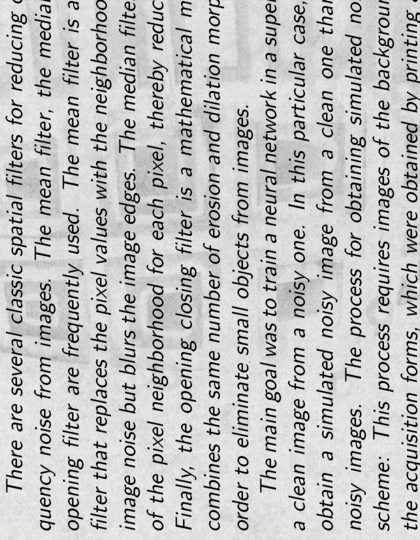 There are several classic spatial filters for reducing
quency noise from images. The mean filter, the median
opening filter are frequently used. The mean filter is a
filter that replaces the pixel values with the neighborhoo
image noise but blurs the image edges. The median filte
of the pixel neighborhood for each pixel, thereby reduc
Finally, the opening closing filter is a mathematical m
combines the same number of erosion and dilation morp
order to eliminate small objects from images.
The main goal was to train a neural network in a super
a clean image from a noisy one. In this particular case,
obtain a simulated noisy image from a clean one than
noisy images. The process for obtaining simulated no
scheme: This process requires images of the backgroun
the acquisition forms, which were obtained by printing